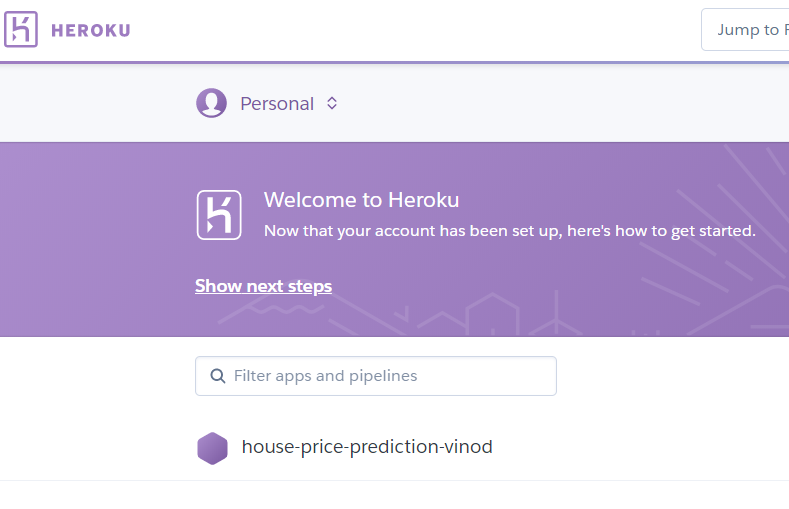 HEROKU
Jump to
Personal
Welcome to Heroku
Now that your account has been set up, here's how to get started.
Show next steps
Filter apps and pipelines
house-price-prediction-vinod